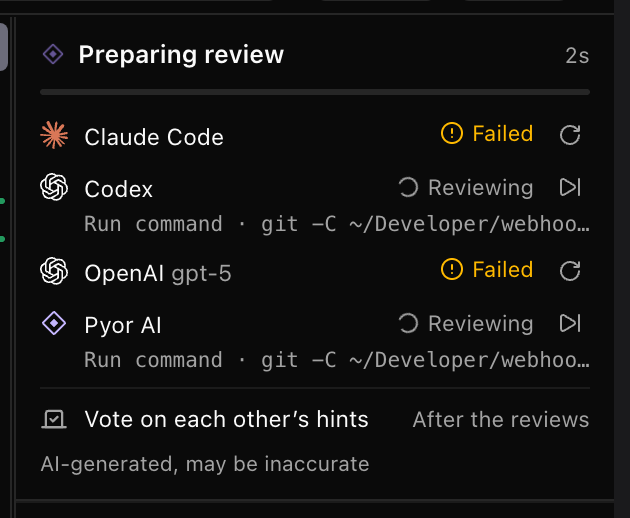 Preparing review 2s
Claude Code Failed
Codex Reviewing
Run command · git -C ~/Developer/webhoo…
OpenAI gpt-5 Failed
Pyor AI Reviewing
Run command · git -C ~/Developer/webhoo…
Vote on each other’s hints After the reviews
AI-generated, may be inaccurate